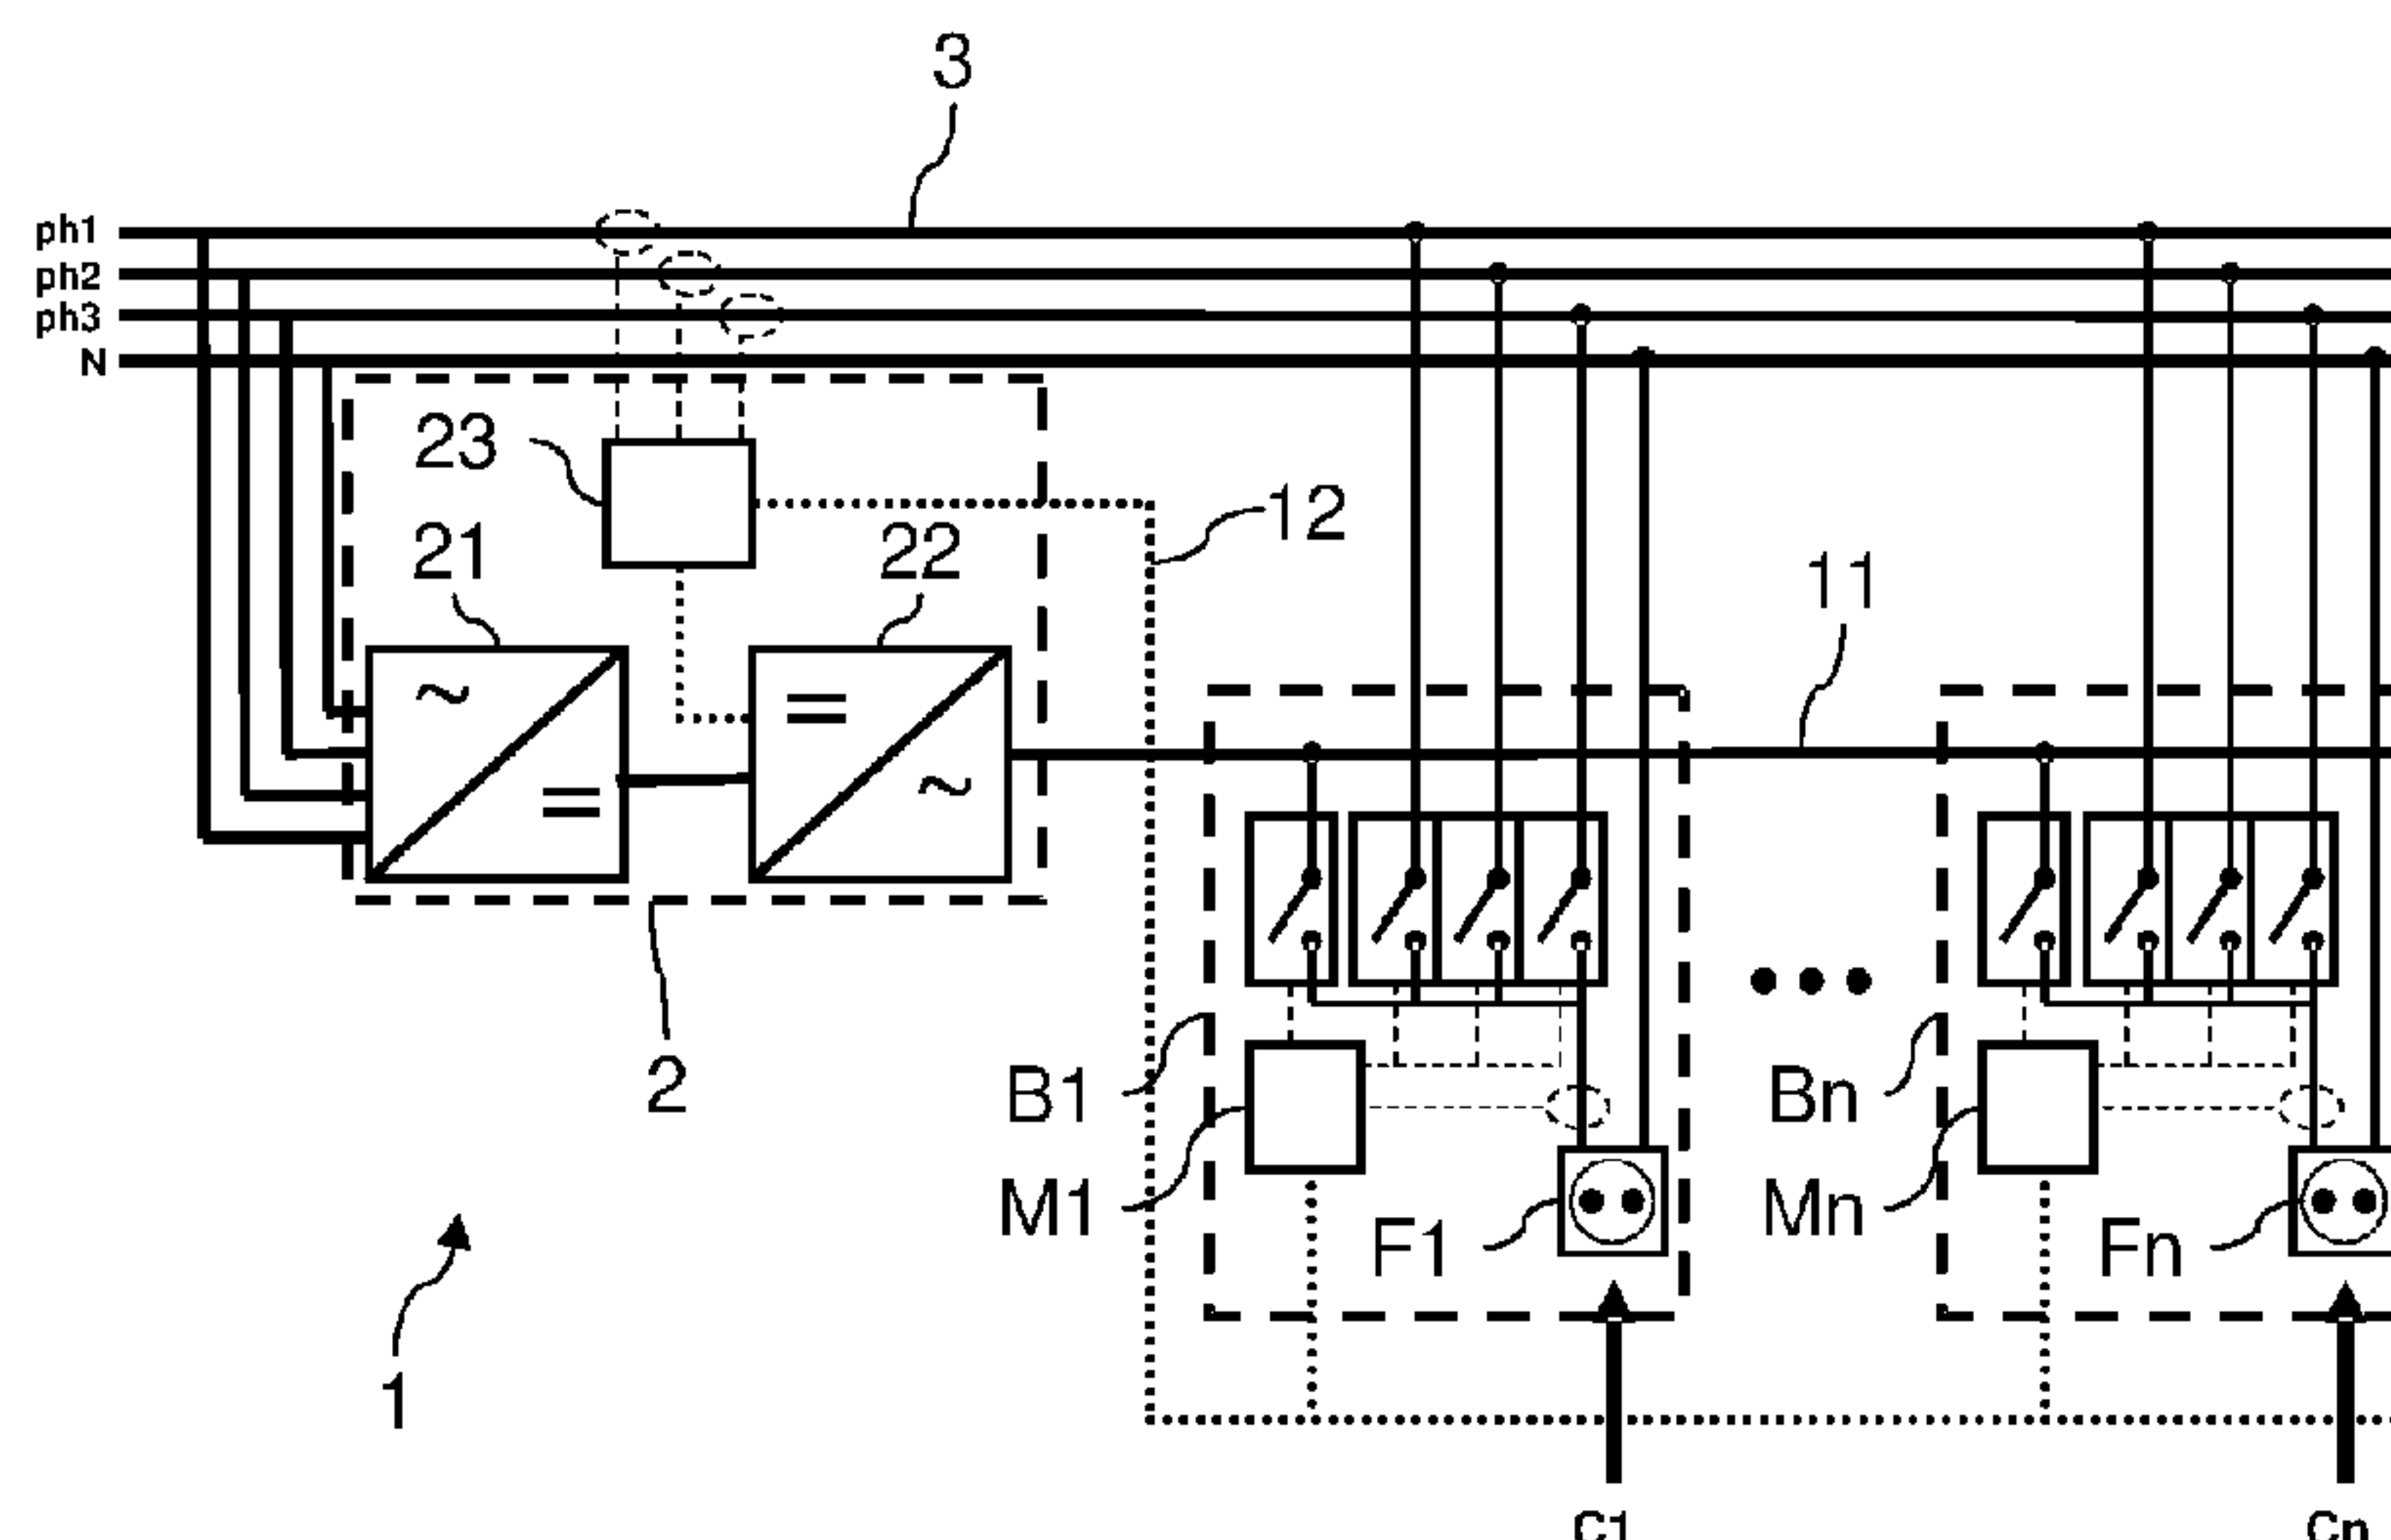 3
ph1
ph2
ph3
N
23
21
22
12
11
~
=
=
~
2
B1
M1
F1
Bn
Mn
Fn
1
C1
Cn